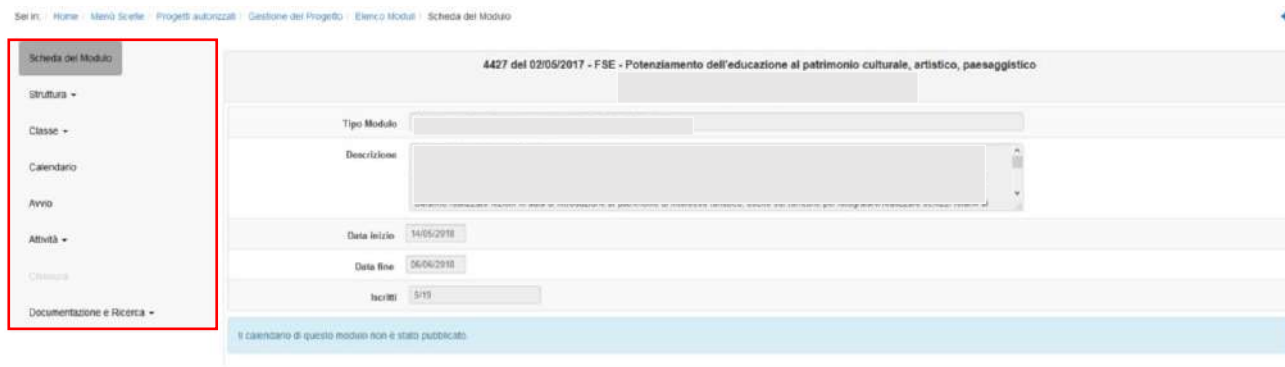 Sei in: / Home / Menù Scelte / Progetti autorizzati / Gestione del Progetto / Elenco Moduli / Scheda del Modulo
Scheda del Modulo
Struttura
Classe
Calendario
Avvio
Attività
Chiusura
Documentazione e Ricerca
4427 del 02/05/2017 - FSE - Potenziamento dell'educazione al patrimonio culturale, artistico, paesaggistico
Tipo Modulo
Descrizione
Data inizio 14/05/2018
Data fine 06/06/2018
Iscritti
Il calendario di questo modulo non è stato pubblicato